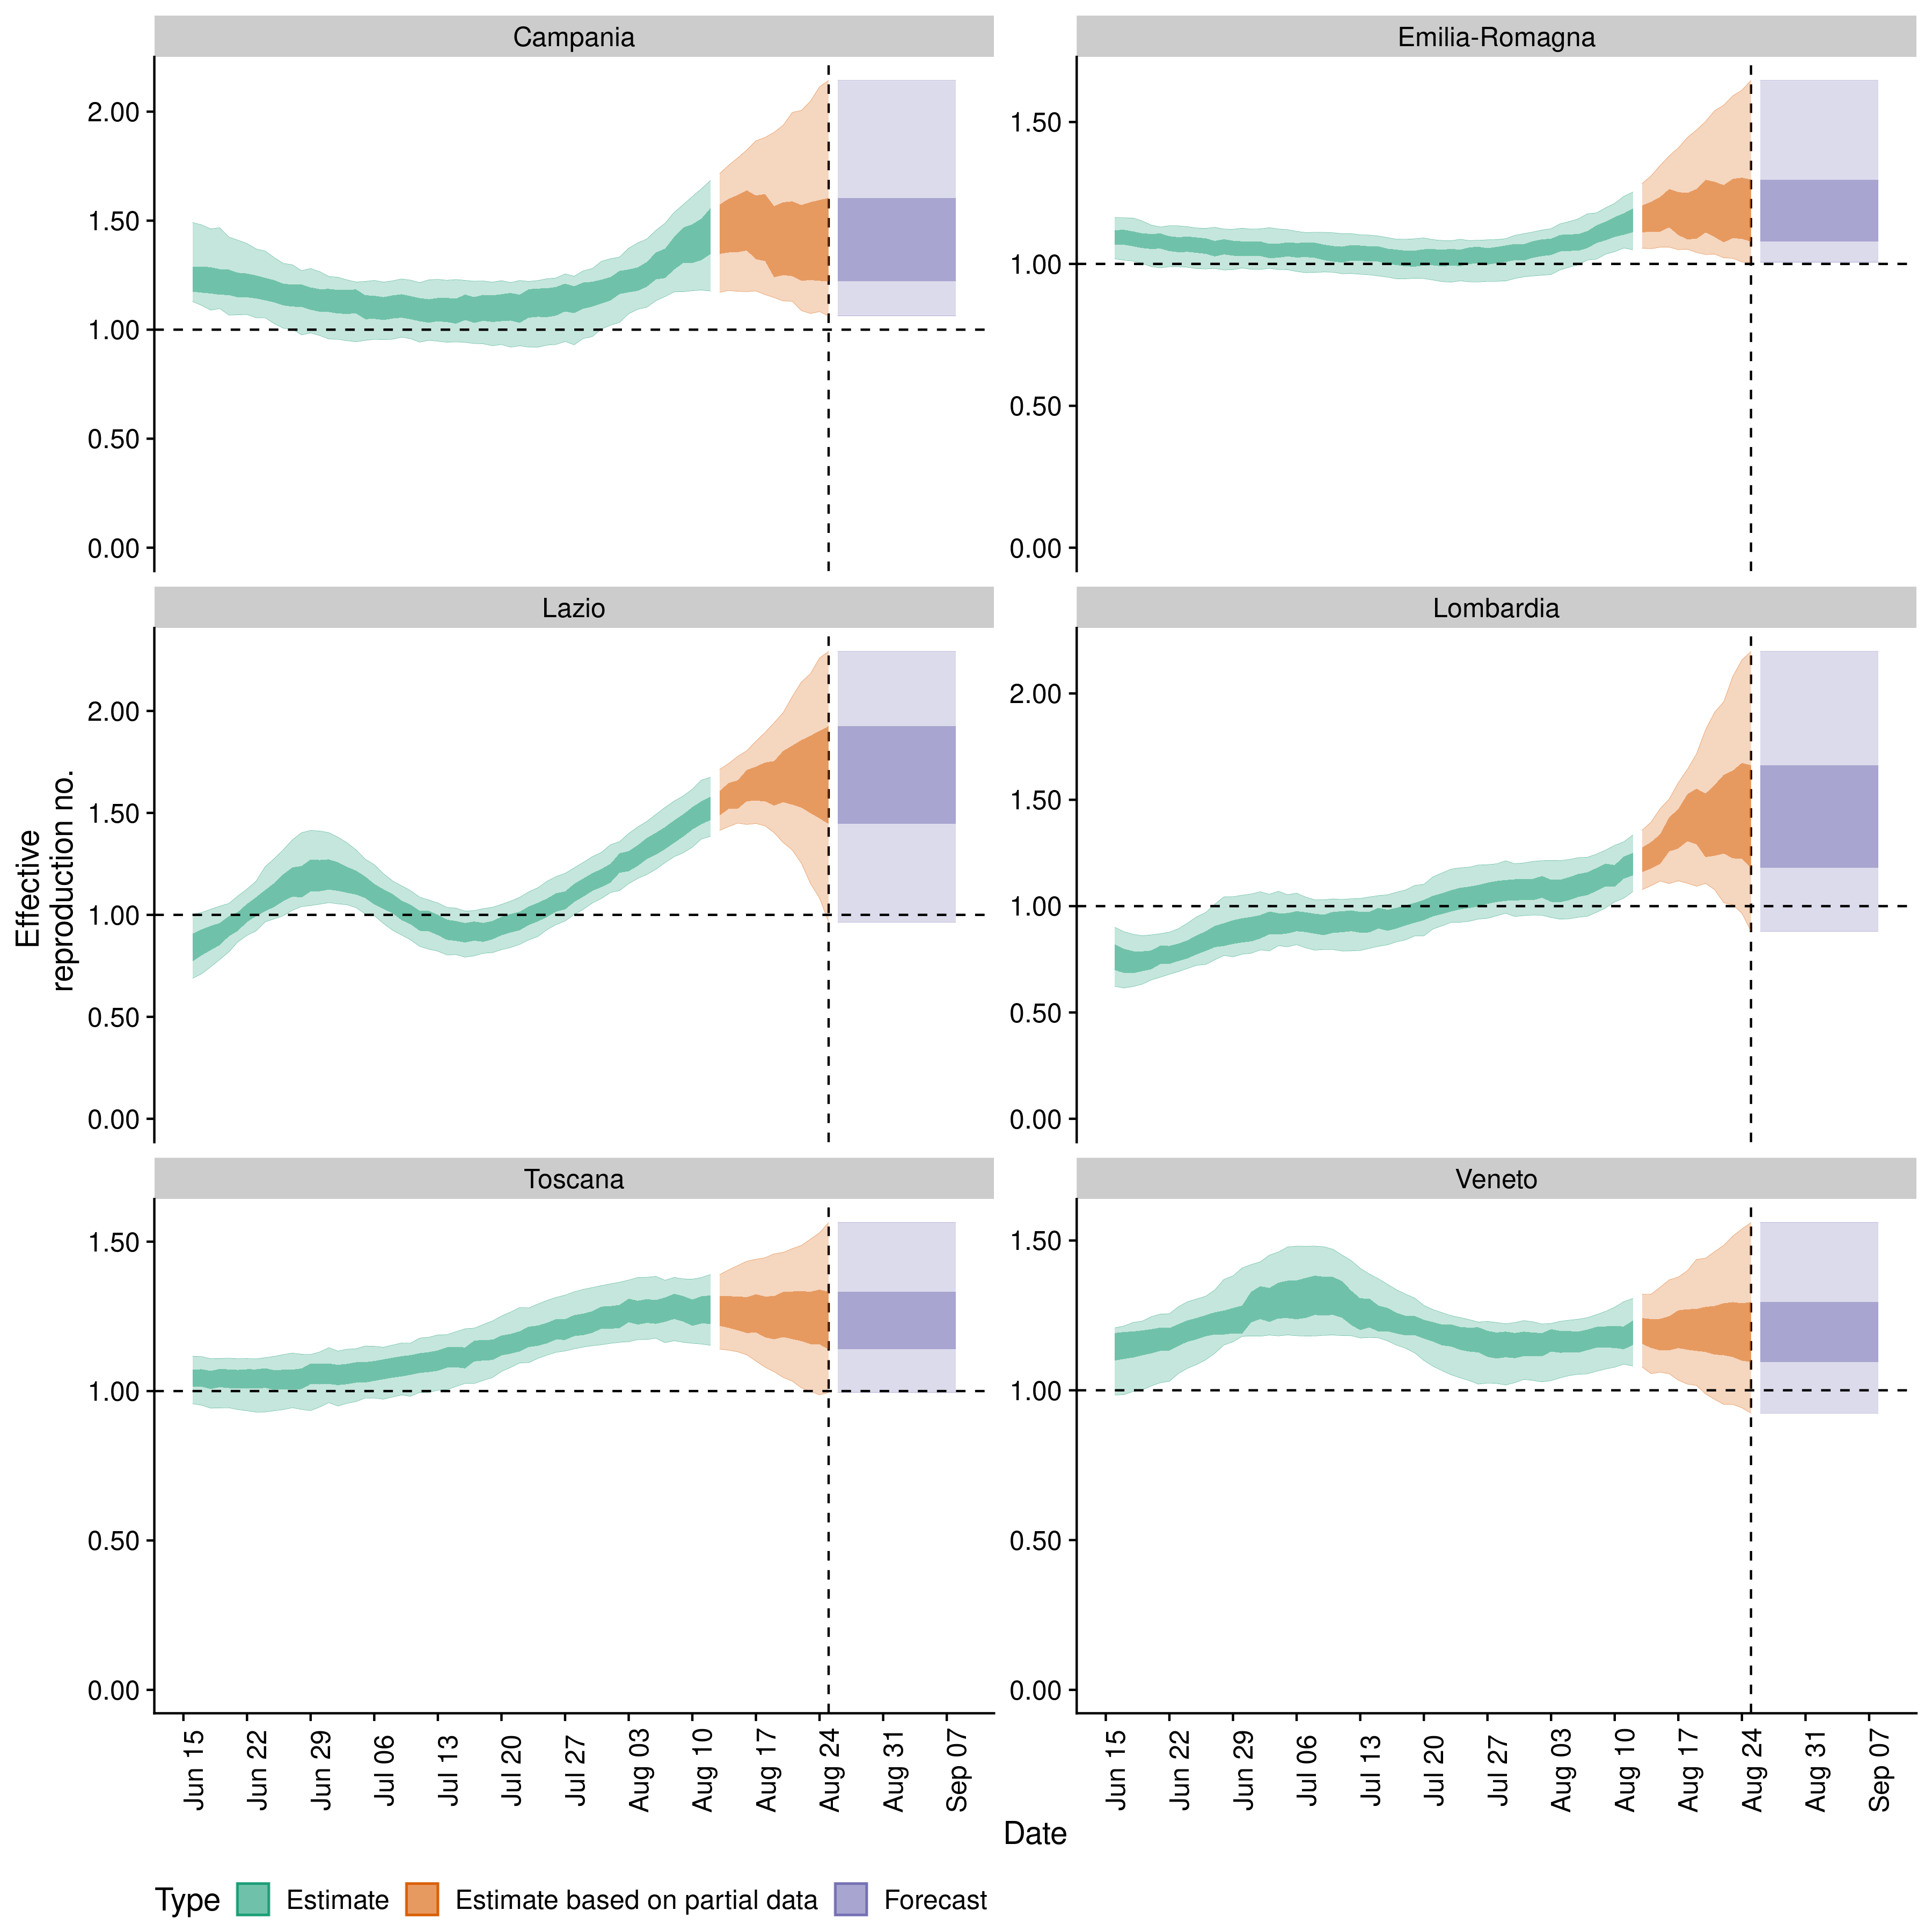 Campania
Emilia-Romagna
2.00
1.50
1.00
0.50
0.00
1.50
1.00
0.50
0.00
Lazio
Lombardia
Effective
reproduction no.
2.00
1.50
1.00
0.50
0.00
2.00
1.50
1.00
0.50
0.00
Toscana
Veneto
1.50
1.00
0.50
0.00
1.50
1.00
0.50
0.00
Jun 15
Jun 22
Jun 29
Jul 06
Jul 13
Jul 20
Jul 27
Aug 03
Aug 10
Aug 17
Aug 24
Aug 31
Sep 07
Jun 15
Jun 22
Jun 29
Jul 06
Jul 13
Jul 20
Jul 27
Aug 03
Aug 10
Aug 17
Aug 24
Aug 31
Sep 07
Date
Type Estimate Estimate based on partial data Forecast